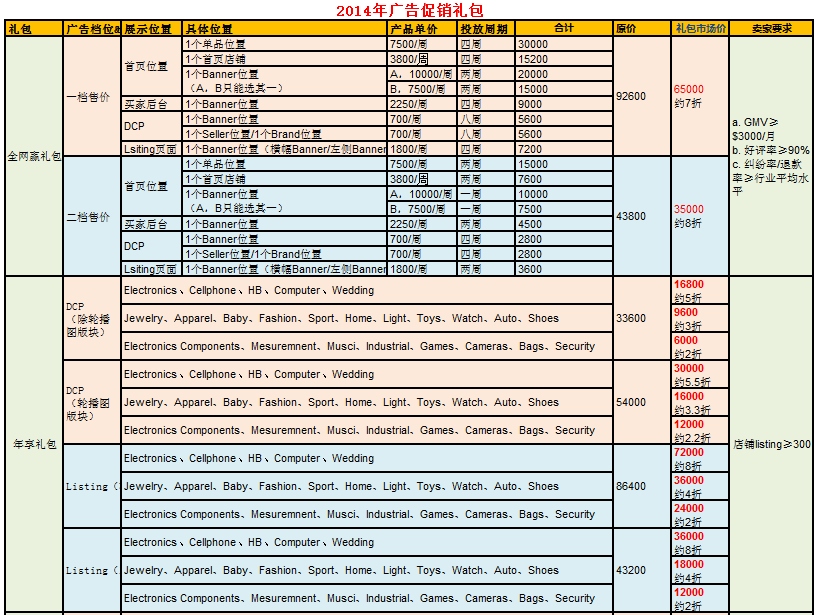 2014年广告促销礼包
礼包 广告档位& 展示位置 具体位置 产品单价 投放周期 合计 原价 礼包市场价 卖家要求
全网赢礼包 一档售价 首页位置 1个单品位置 7500/周 四周 30000 92600 65000 约7折
1个首页店铺 3800/周 四周 15200
1个Banner位置 A，10000/周 两周 20000
（A，B只能选其一） B，7500/周 两周 15000
买家后台 1个Banner位置 2250/周 四周 9000
DCP 1个Banner位置 700/周 八周 5600
1个Seller位置/1个Brand位置 700/周 八周 5600
Lsiting页面 1个Banner位置（横幅Banner/左侧Banner 1800/周 四周 7200
a. GMV≥
$3000/月
b. 好评率≥90%
c. 纠纷率/退款
率≥行业平均水
平
二档售价 首页位置 1个单品位置 7500/周 两周 15000 43800 35000 约8折
1个首页店铺 3800/周 两周 7600
1个Banner位置 A，10000/周 一周 10000
（A，B只能选其一） B，7500/周 一周 7500
买家后台 1个Banner位置 2250/周 两周 4500
DCP 1个Banner位置 700/周 四周 2800
1个Seller位置/1个Brand位置 700/周 四周 2800
Lsiting页面 1个Banner位置（横幅Banner/左侧Banner 1800/周 两周 3600
年享礼包 店铺listing≥300
DCP
（除轮播
图版块）
Electronics、Cellphone、HB、Computer、Wedding 33600 16800 约5折
Jewelry、Apparel、Baby、Fashion、Sport、Home、Light、Toys、Watch、Auto、Shoes 9600 约3折
Electronics Components、Mesuremnent、Musci、Industrial、Games、Cameras、Bags、Security 6000 约2折
DCP
（轮播图
版块）
Electronics、Cellphone、HB、Computer、Wedding 54000 30000 约5.5折
Jewelry、Apparel、Baby、Fashion、Sport、Home、Light、Toys、Watch、Auto、Shoes 16000 约3.3折
Electronics Components、Mesuremnent、Musci、Industrial、Games、Cameras、Bags、Security 12000 约2.2折
Listing（
Electronics、Cellphone、HB、Computer、Wedding 86400 72000 约8折
Jewelry、Apparel、Baby、Fashion、Sport、Home、Light、Toys、Watch、Auto、Shoes 36000 约4折
Electronics Components、Mesuremnent、Musci、Industrial、Games、Cameras、Bags、Security 24000 约2折
Listing（
Electronics、Cellphone、HB、Computer、Wedding 43200 36000 约8折
Jewelry、Apparel、Baby、Fashion、Sport、Home、Light、Toys、Watch、Auto、Shoes 18000 约4折
Electronics Components、Mesuremnent、Musci、Industrial、Games、Cameras、Bags、Security 12000 约2折